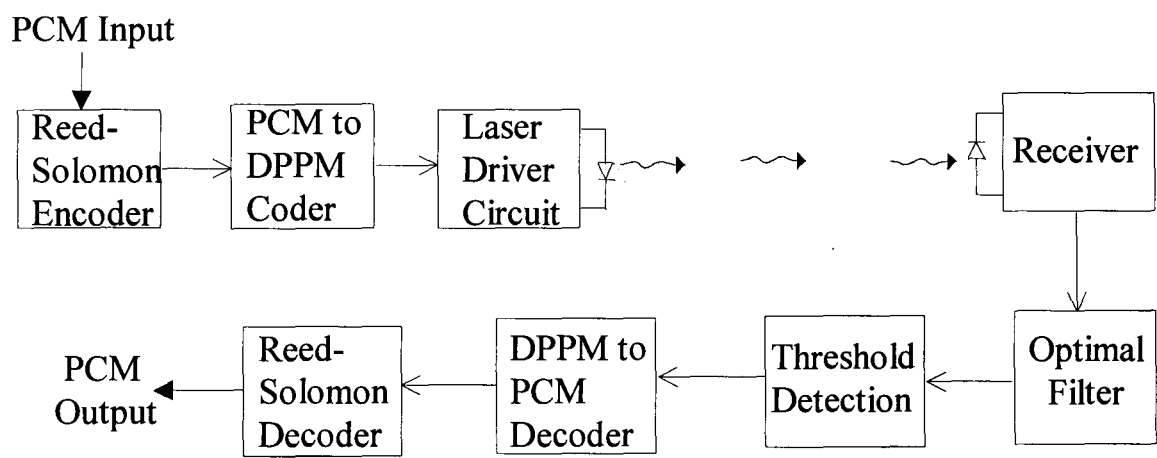 PCM Input
Reed-
Solomon
Encoder
PCM to
DPPM
Coder
Laser
Driver
Circuit
Receiver
PCM
Output
Reed-
Solomon
Decoder
DPPM to
PCM
Decoder
Threshold
Detection
Optimal
Filter